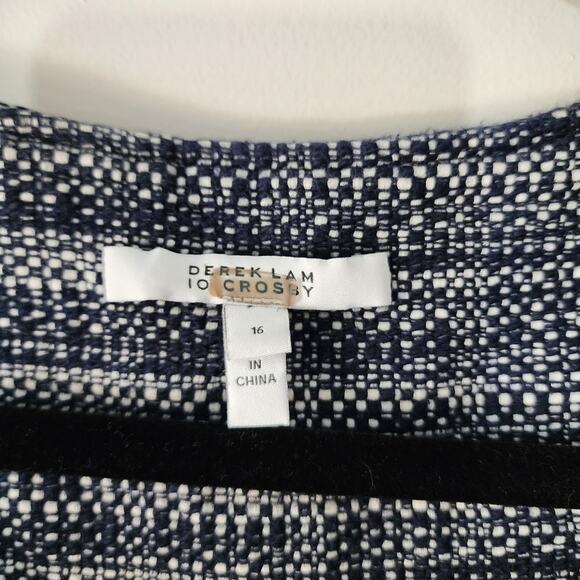 DEREK LAM
10 CROSBY
16
IN
CHINA